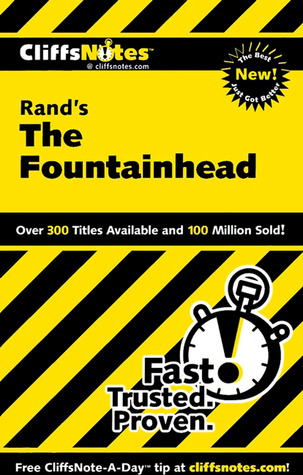 CliffsNotes™
@ cliffsnotes.com
The Best
New!
Just Got Better
Rand's
The
Fountainhead
Over 300 Titles Available and 100 Million Sold!
Fast.
Trusted.
Proven.
Free CliffsNote-A-Day™ tip at cliffsnotes.com!